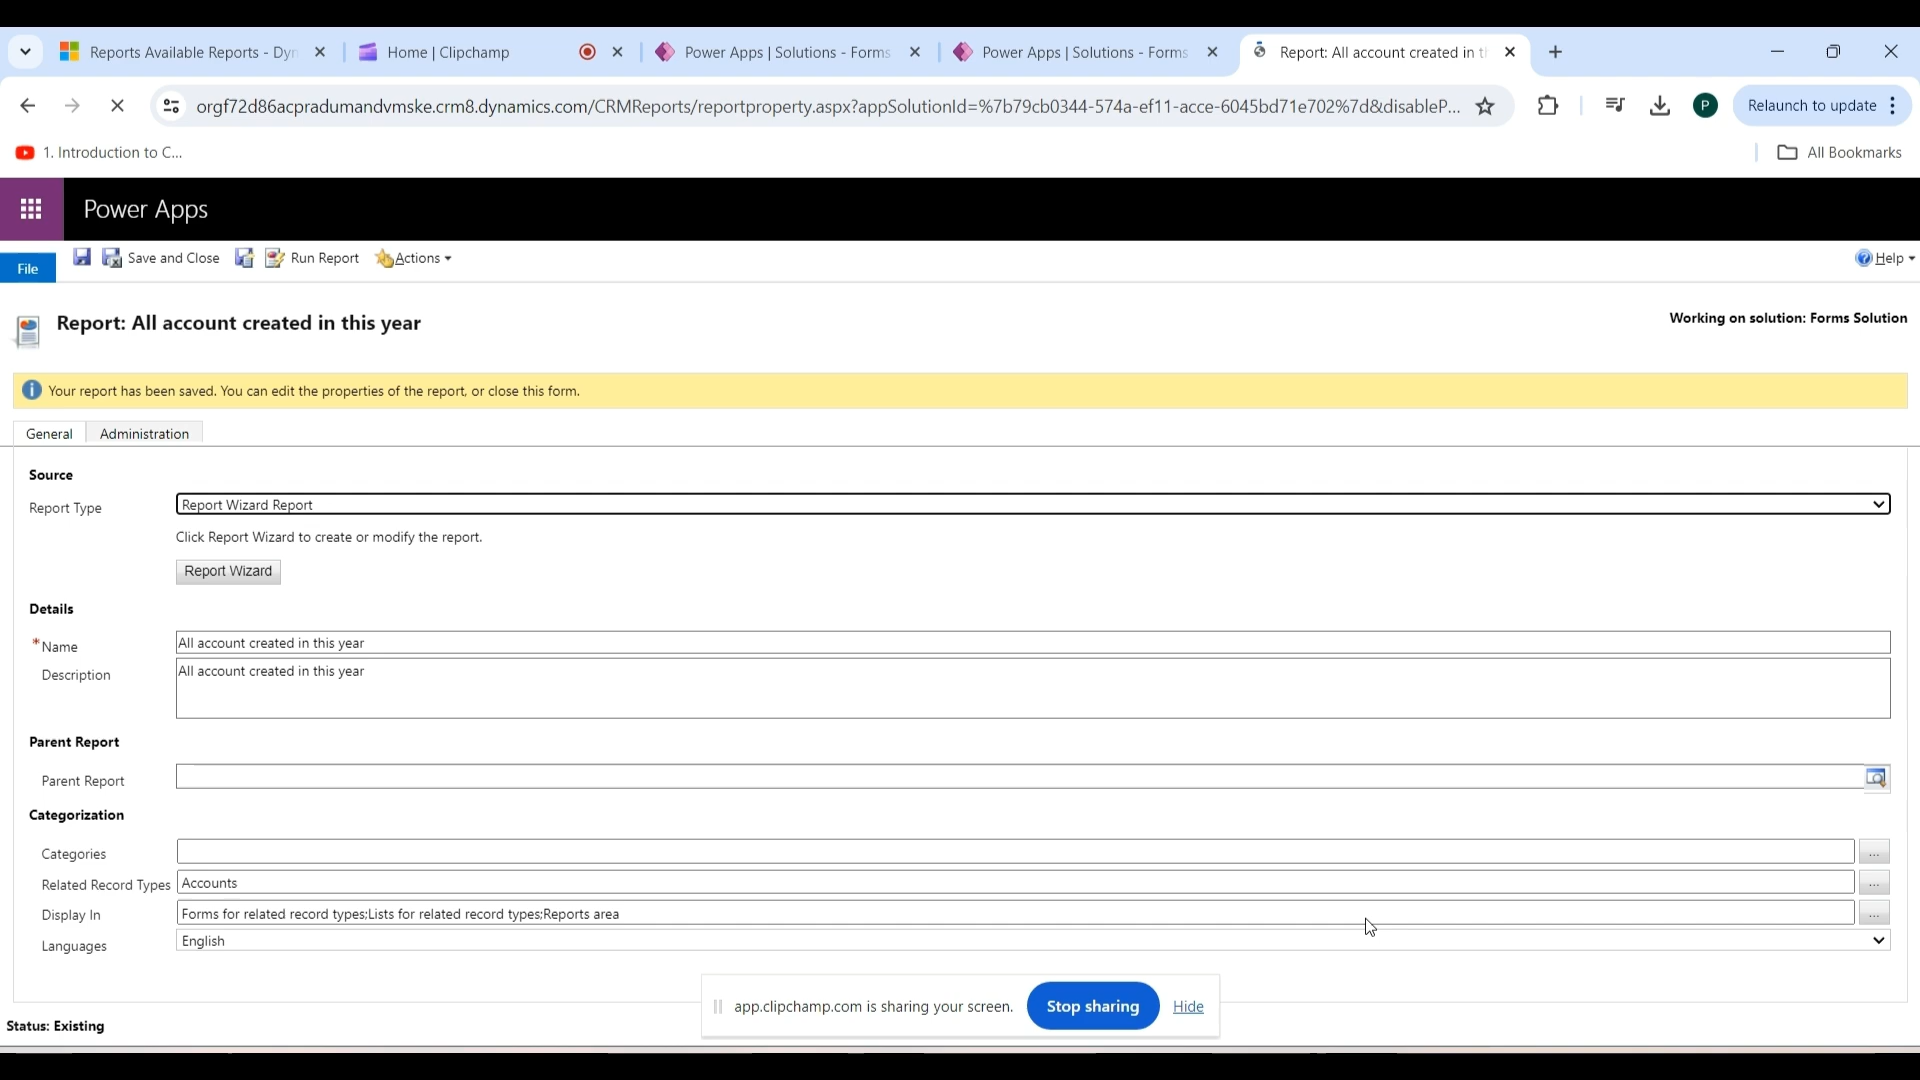 Reports Available Reports - Dyn
Home | Clipchamp
Power Apps | Solutions - Forms
Power Apps | Solutions - Forms
Report: All account created in th
orgf72d86acpradumandvmske.crm8.dynamics.com/CRMReports/reportproperty.aspx?appSolutionId=%7b79cb0344-574a-ef11-acce-6045bd71e702%7d&disableP...
P
Relaunch to update
1. Introduction to C...
All Bookmarks
Power Apps
File
Save and Close
Run Report
Actions
Help
Report: All account created in this year
Working on solution: Forms Solution
Your report has been saved. You can edit the properties of the report, or close this form.
General
Administration
Source
Report Type
Report Wizard Report
Click Report Wizard to create or modify the report.
Report Wizard
Details
*Name
All account created in this year
Description
All account created in this year
Parent Report
Parent Report
Categorization
Categories
...
Related Record Types
Accounts
...
Display In
Forms for related record types;Lists for related record types;Reports area
...
Languages
English
app.clipchamp.com is sharing your screen.
Stop sharing
Hide
Status: Existing